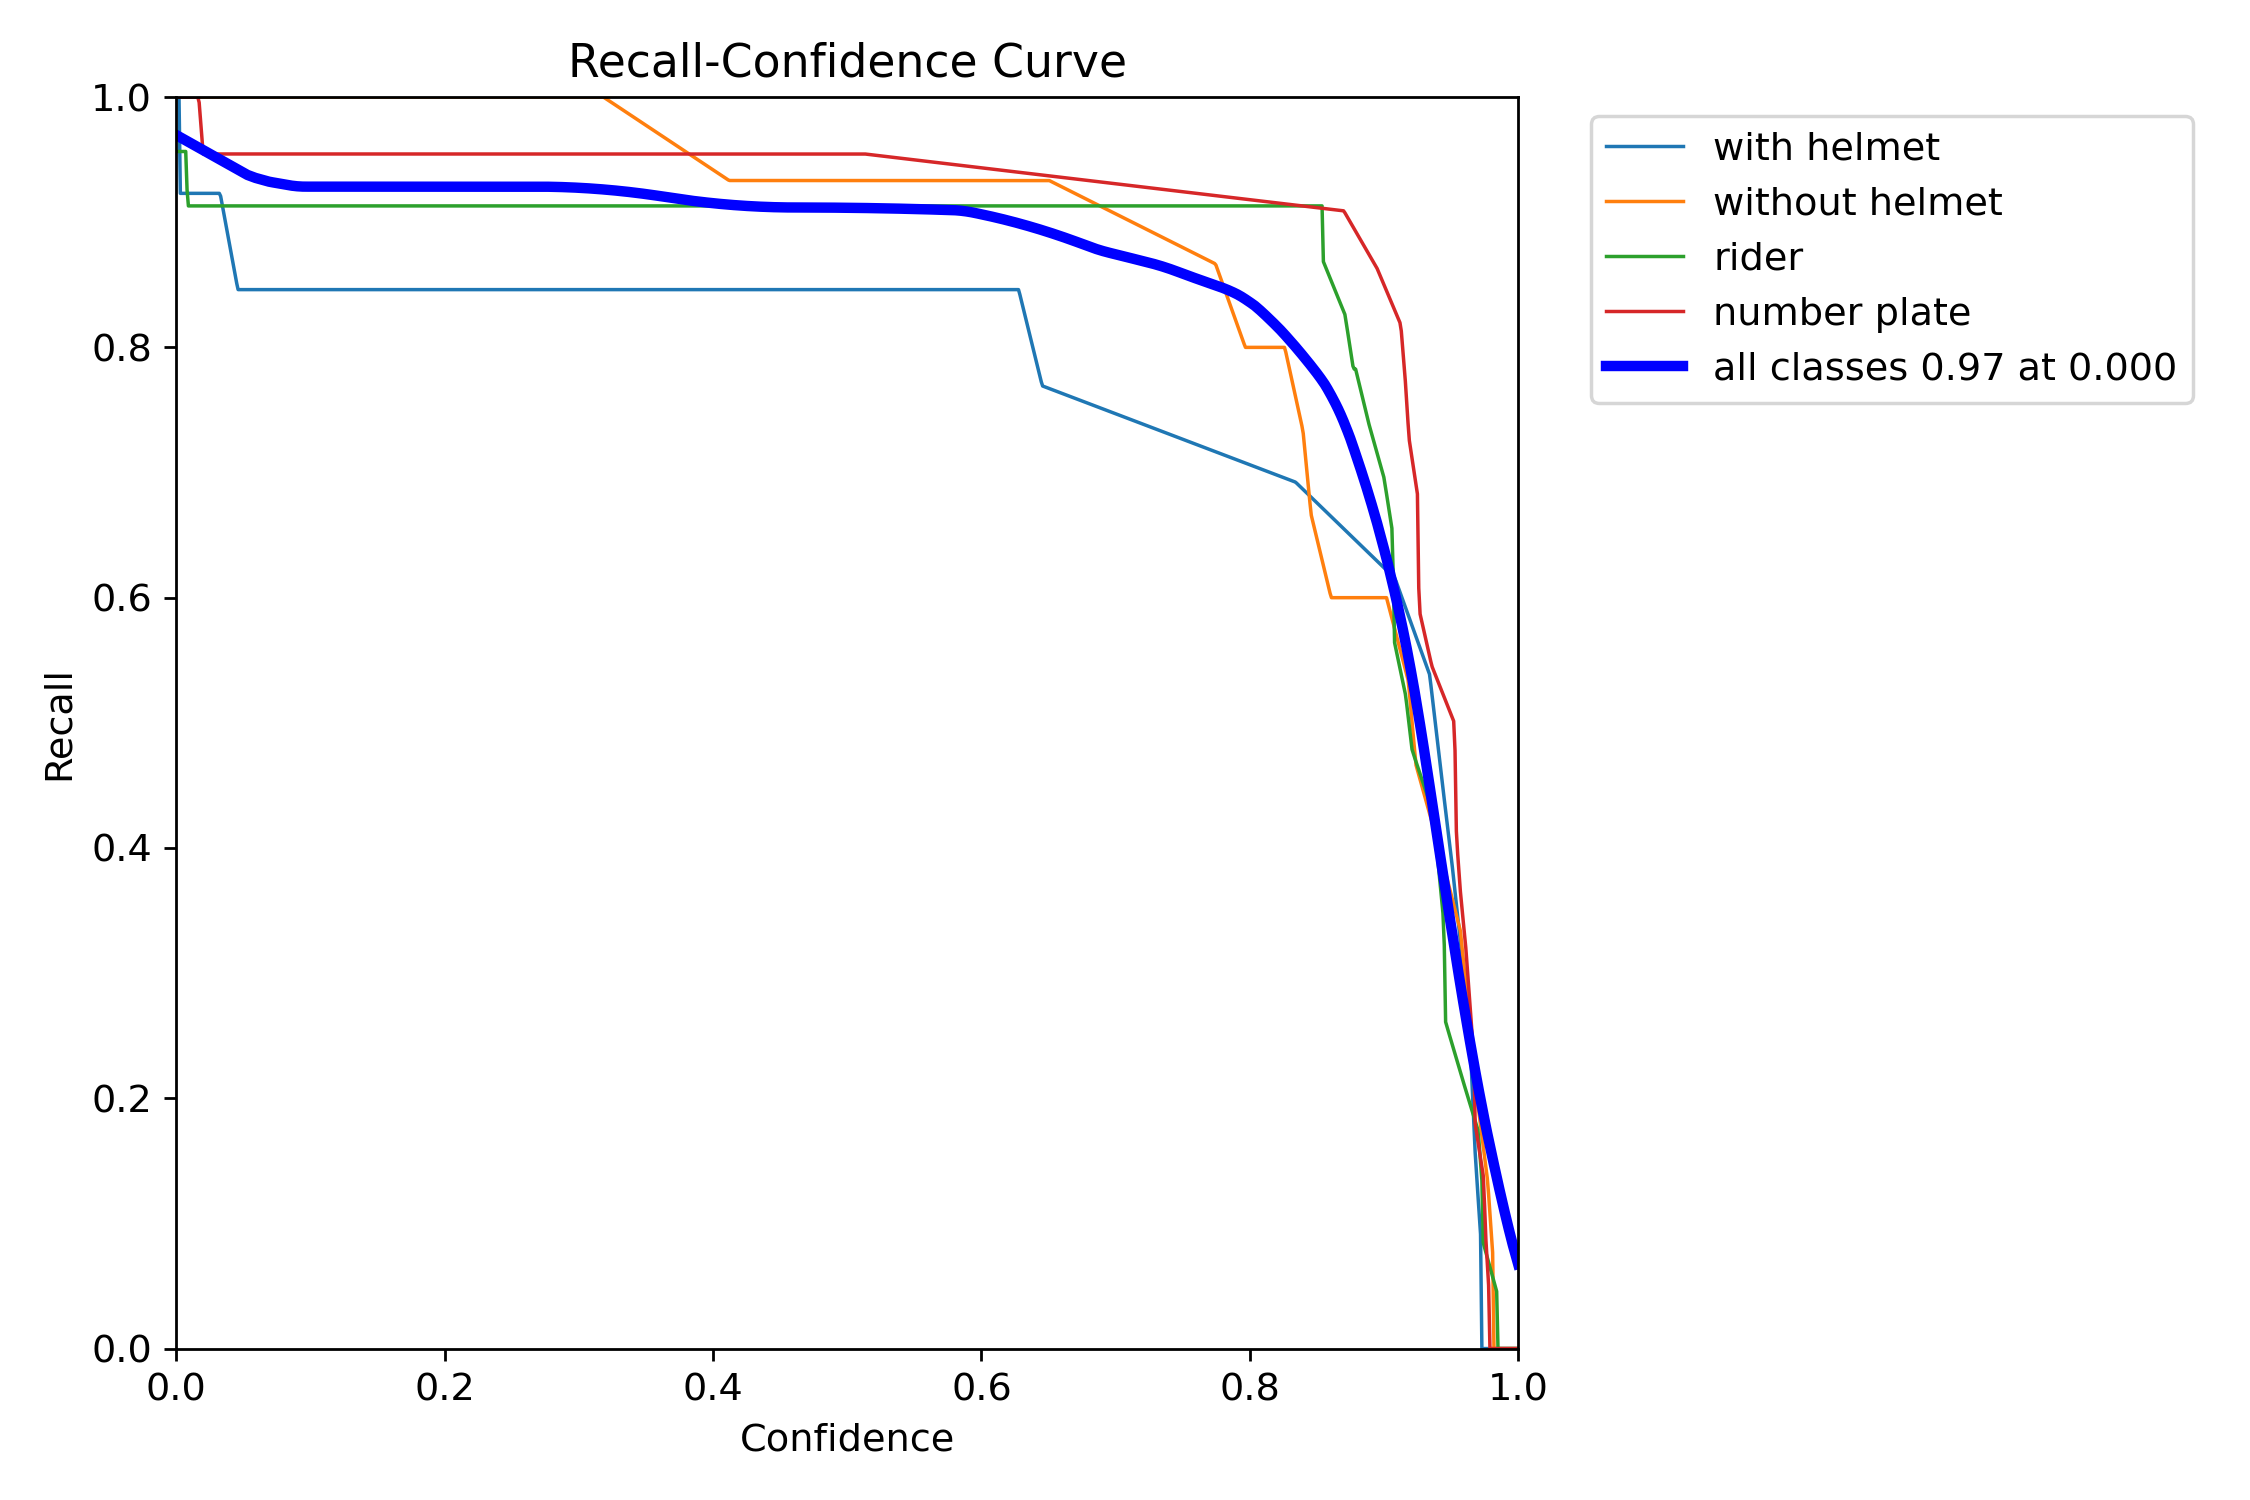 Recall-Confidence Curve
1.0
0.8
0.6
0.4
0.2
0.0
Recall
0.0 0.2 0.4 0.6 0.8 1.0
Confidence
with helmet
without helmet
rider
number plate
all classes 0.97 at 0.000